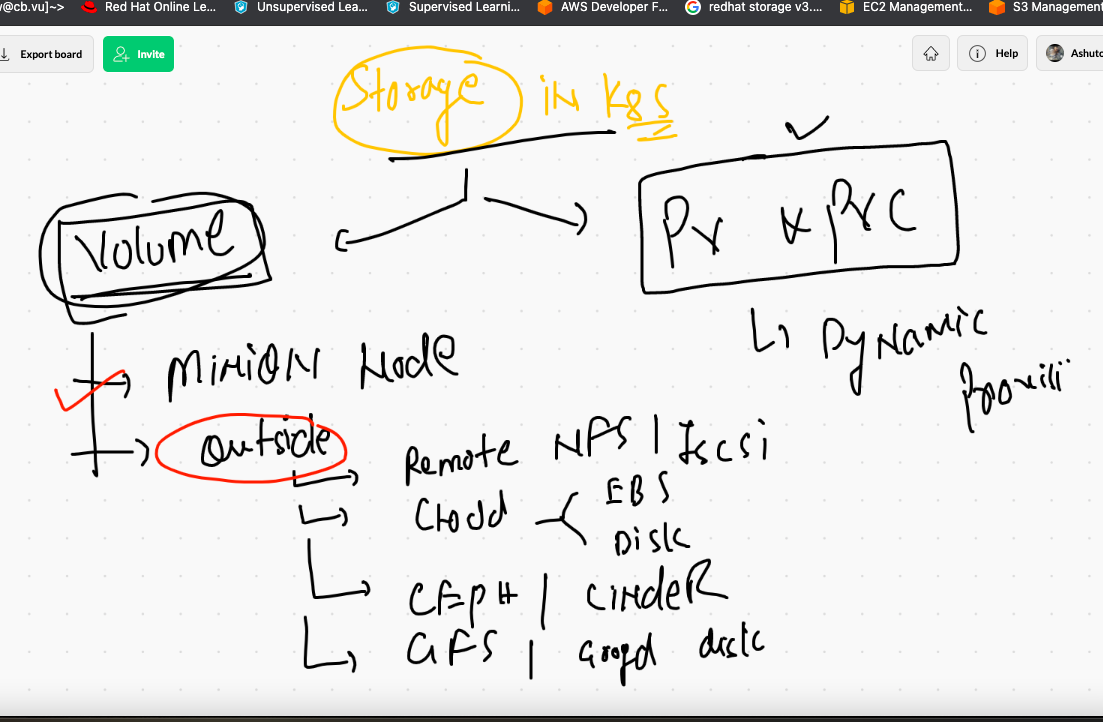 y@cb.vu]~> Red Hat Online Le... Unsupervised Lea... Supervised Learni... AWS Developer F... redhat storage v3.... EC2 Management... S3 Management
Export board Invite Help Ashuto
Storage in K8S
Volume
PV & PVC
Dynamic
Minion Node
Outside
Remote NFS | Iscsi
Cloud
EBS
Disk
CEPH | CindeR
GFS | disk